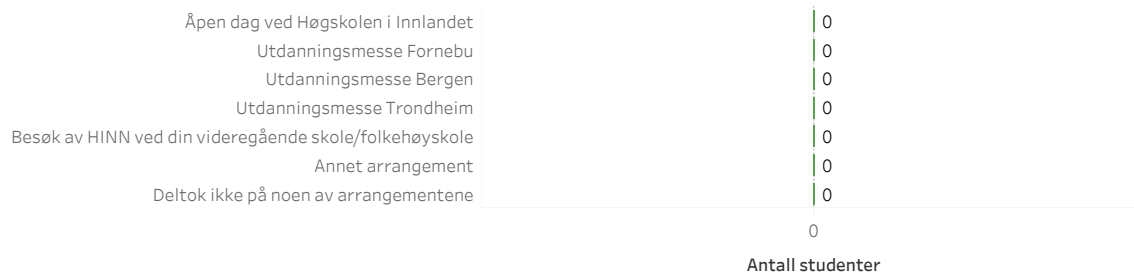 Åpen dag ved Høgskolen i Innlandet 0
Utdanningsmesse Fornebu 0
Utdanningsmesse Bergen 0
Utdanningsmesse Trondheim 0
Besøk av HINN ved din videregående skole/folkehøyskole 0
Annet arrangement 0
Deltok ikke på noen av arrangementene 0
0
Antall studenter